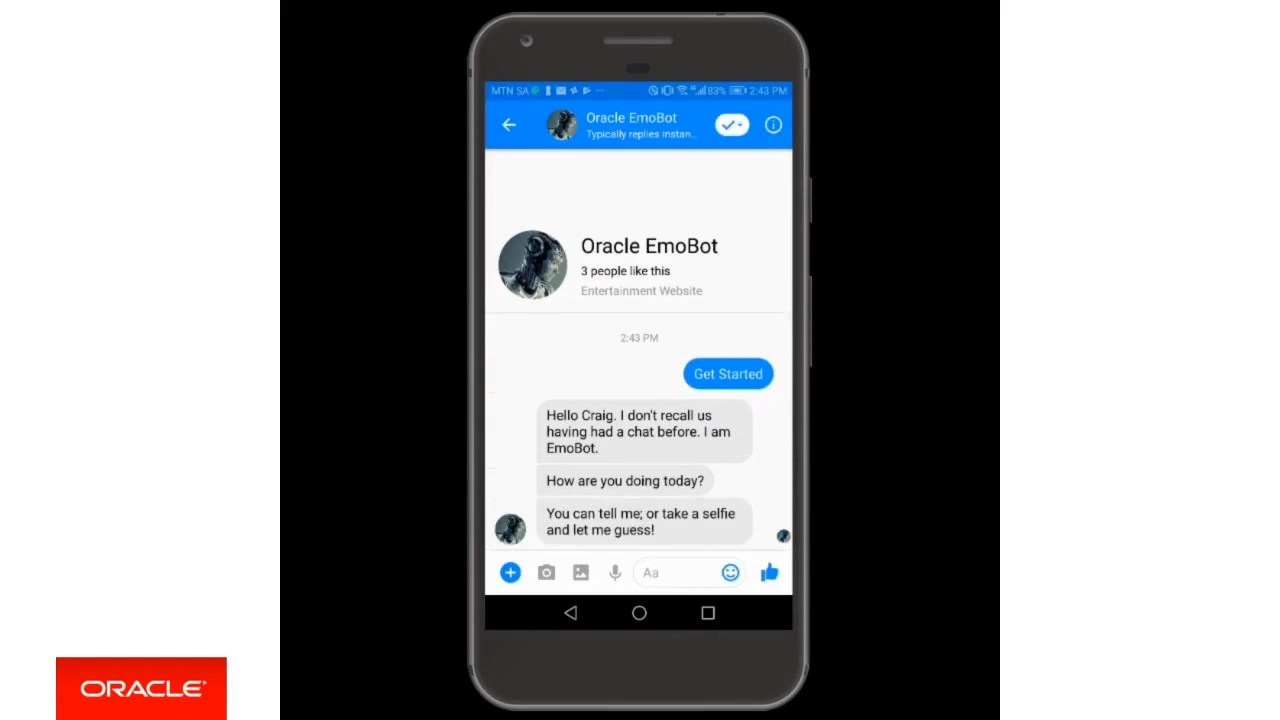 MTN SA 83% 2:43 PM
Oracle EmoBot
Typically replies instan...
Oracle EmoBot
3 people like this
Entertainment Website
2:43 PM
Get Started
Hello Craig. I don't recall us
having had a chat before. I am
EmoBot.
How are you doing today?
You can tell me; or take a selfie
and let me guess!
Aa
ORACLE